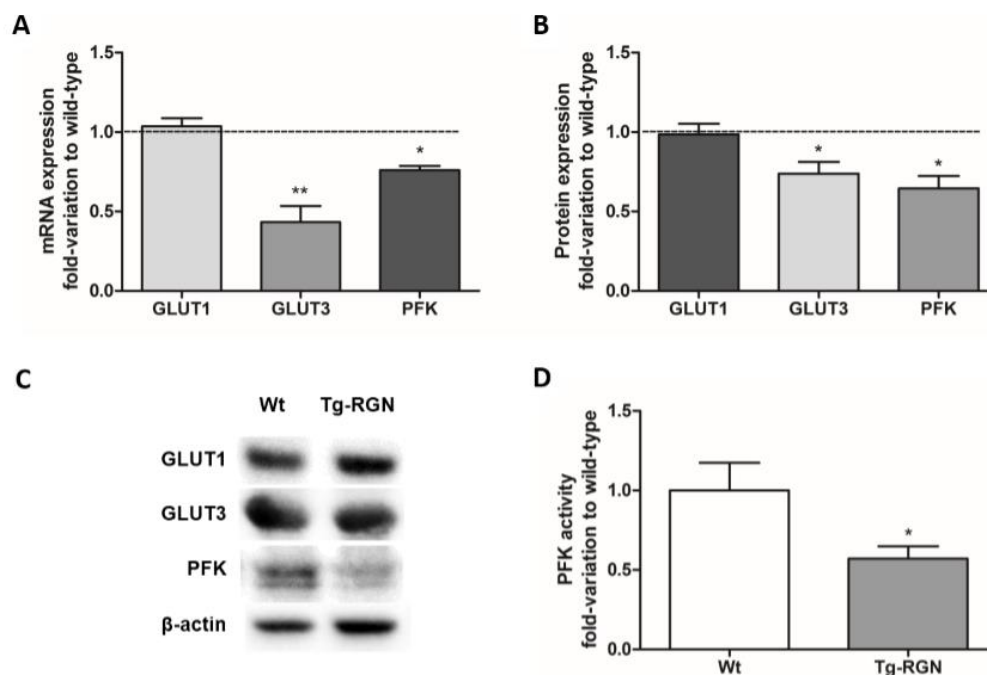 A
mRNA expression
fold-variation to wild-type
1.5
1.0
0.5
0.0
**
*
GLUT1 GLUT3 PFK
B
Protein expression
fold-variation to wild-type
1.5
1.0
0.5
0.0
*
*
GLUT1 GLUT3 PFK
C
Wt Tg-RGN
GLUT1
GLUT3
PFK
β-actin
D
PFK activity
fold-variation to wild-type
1.5
1.0
0.5
0.0
*
Wt Tg-RGN